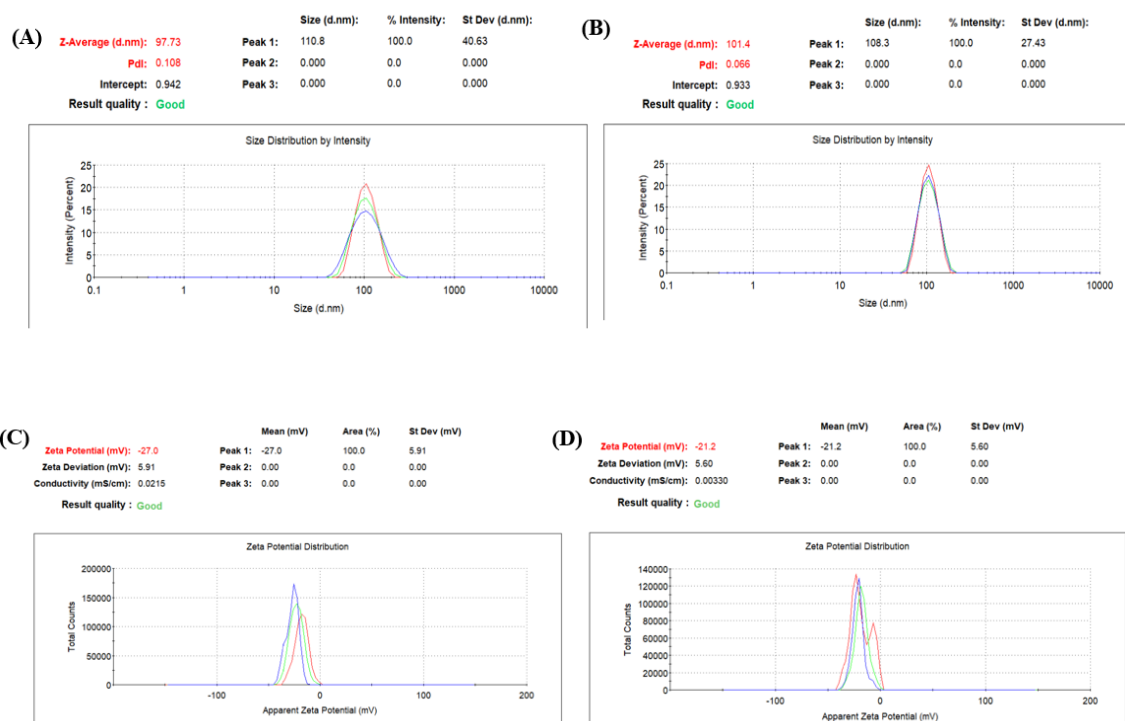 (A)
Size (d.nm): % Intensity: St Dev (d.nm):
Z-Average (d.nm): 97.73 Peak 1: 110.8 100.0 40.63
PdI: 0.108 Peak 2: 0.000 0.0 0.000
Intercept: 0.942 Peak 3: 0.000 0.0 0.000
Result quality : Good
Size Distribution by Intensity
Intensity (Percent)
25
20
15
10
5
0
0.1 1 10 100 1000 10000
Size (d.nm)
(B)
Size (d.nm): % Intensity: St Dev (d.nm):
Z-Average (d.nm): 101.4 Peak 1: 108.3 100.0 27.43
PdI: 0.066 Peak 2: 0.000 0.0 0.000
Intercept: 0.933 Peak 3: 0.000 0.0 0.000
Result quality : Good
Size Distribution by Intensity
Intensity (Percent)
25
20
15
10
5
0
0.1 1 10 100 1000 10000
Size (d.nm)
(C)
Mean (mV) Area (%) St Dev (mV)
Zeta Potential (mV): -27.0 Peak 1: -27.0 100.0 5.91
Zeta Deviation (mV): 5.91 Peak 2: 0.00 0.0 0.00
Conductivity (mS/cm): 0.0215 Peak 3: 0.00 0.0 0.00
Result quality : Good
Zeta Potential Distribution
Total Counts
200000
150000
100000
50000
0
-100 0 100 200
Apparent Zeta Potential (mV)
(D)
Mean (mV) Area (%) St Dev (mV)
Zeta Potential (mV): -21.2 Peak 1: -21.2 100.0 5.60
Zeta Deviation (mV): 5.60 Peak 2: 0.00 0.0 0.00
Conductivity (mS/cm): 0.00330 Peak 3: 0.00 0.0 0.00
Result quality : Good
Zeta Potential Distribution
Total Counts
140000
120000
100000
80000
60000
40000
20000
0
-100 0 100 200
Apparent Zeta Potential (mV)